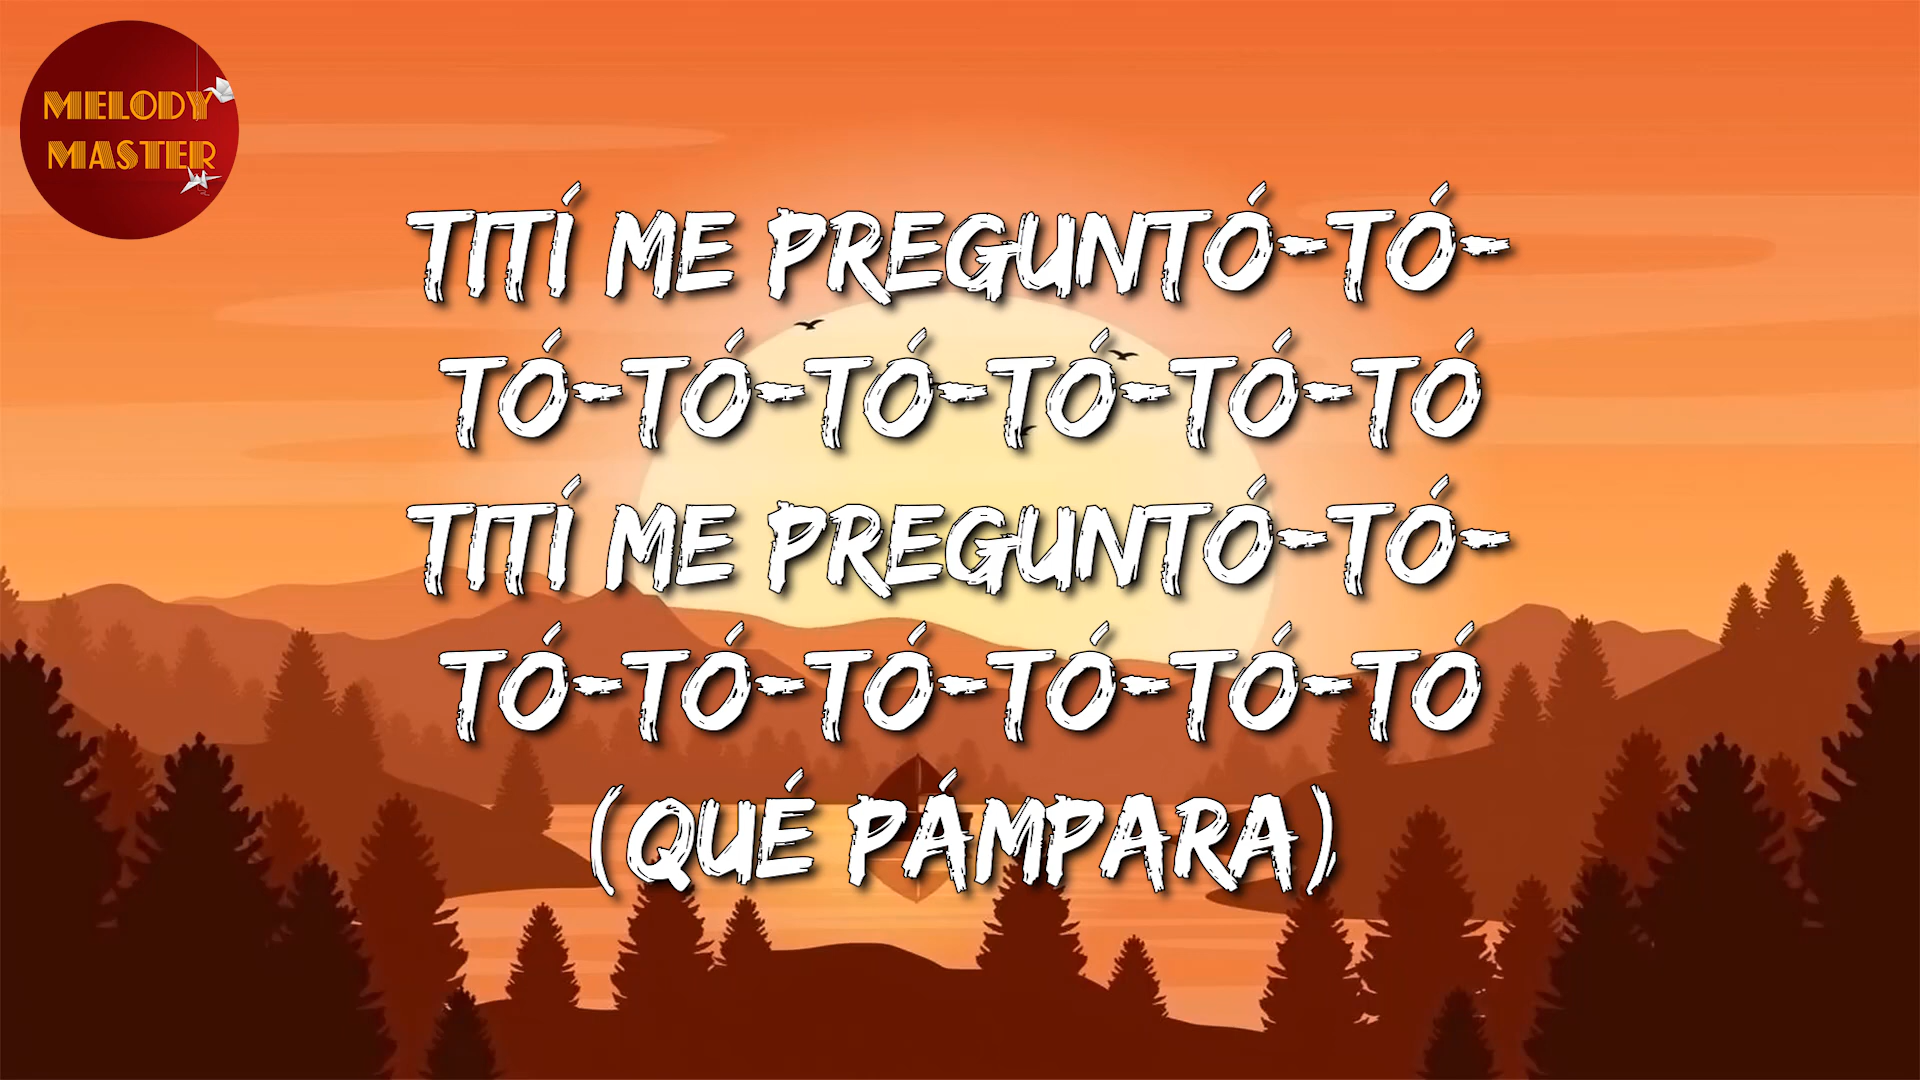 MELODY
MASTER
TITÍ ME PREGUNTÓ-TÓ-
TÓ-TÓ-TÓ-TÓ-TÓ-TÓ
TITÍ ME PREGUNTÓ-TÓ-
TÓ-TÓ-TÓ-TÓ-TÓ-TÓ
(QUÉ PÁMPARA)